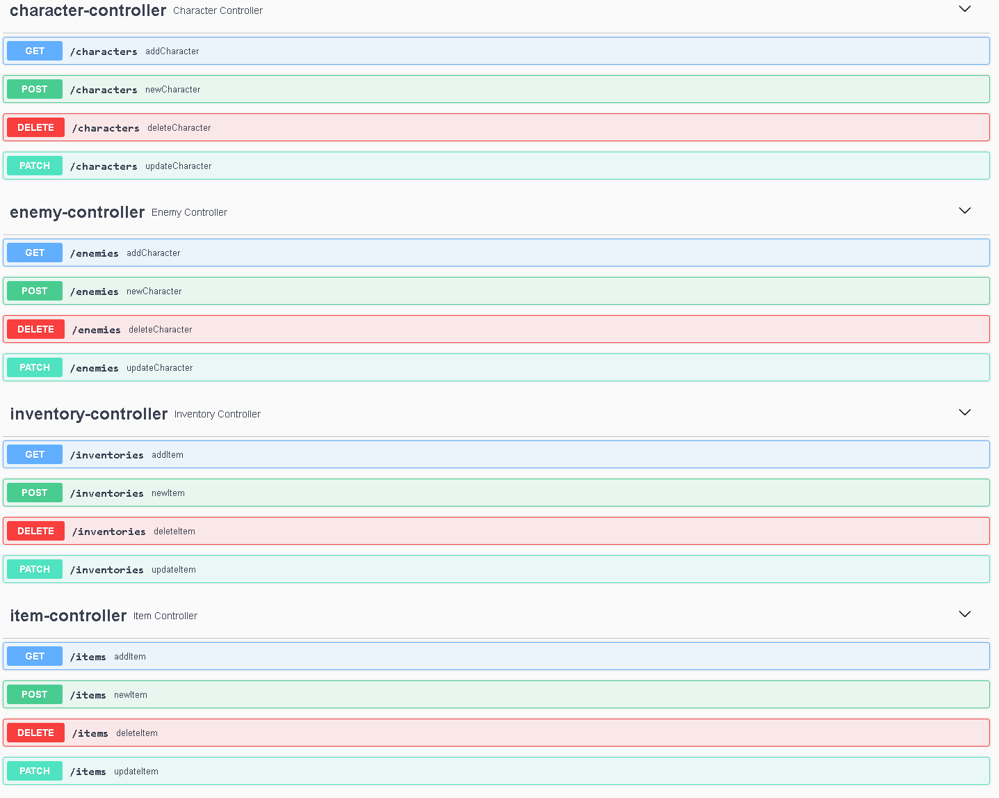 character-controller Character Controller
GET /characters addCharacter
POST /characters newCharacter
DELETE /characters deleteCharacter
PATCH /characters updateCharacter
enemy-controller Enemy Controller
GET /enemies addCharacter
POST /enemies newCharacter
DELETE /enemies deleteCharacter
PATCH /enemies updateCharacter
inventory-controller Inventory Controller
GET /inventories addItem
POST /inventories newItem
DELETE /inventories deleteItem
PATCH /inventories updateItem
item-controller Item Controller
GET /items addItem
POST /items newItem
DELETE /items deleteItem
PATCH /items updateItem